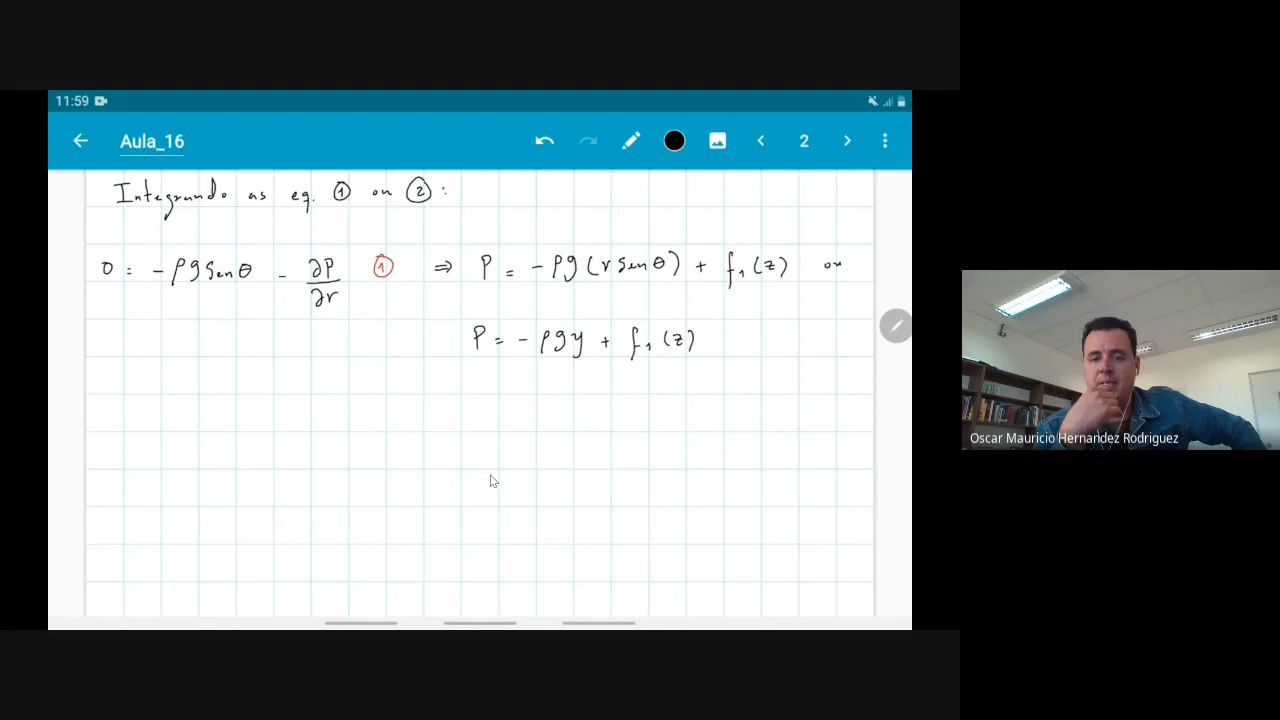 11:59
Aula_16
2
Integrando as eq. ① ou ② :
0 = - ρg sen θ - ∂P/∂r ① ⇒ P = - ρg (r sen θ) + f₁(z) ou
P = - ρgy + f₁(z)
Oscar Mauricio Hernandez Rodriguez